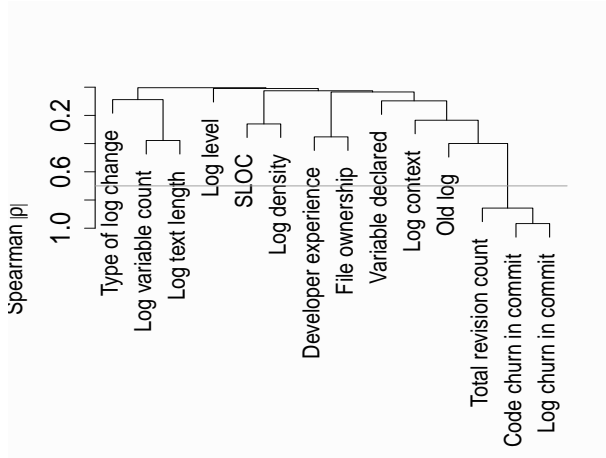 Spearman |ρ|
0.2
0.6
1.0
Type of log change
Log variable count
Log text length
Log level
SLOC
Log density
Developer experience
File ownership
Variable declared
Log context
Old log
Total revision count
Code churn in commit
Log churn in commit